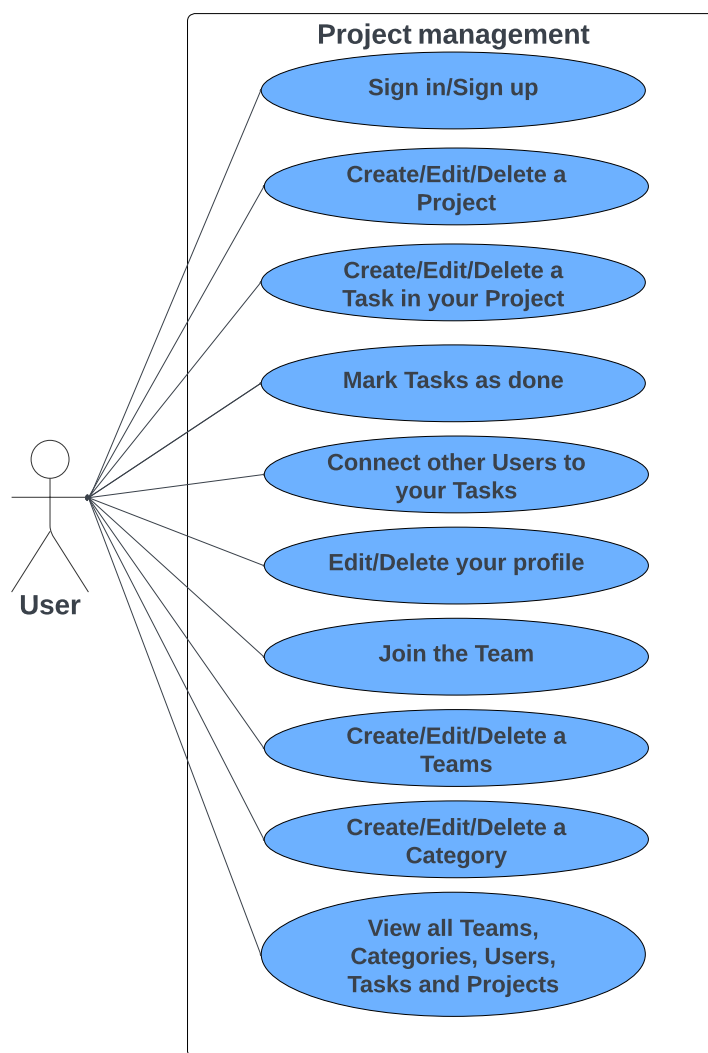 Project management
Sign in/Sign up
Create/Edit/Delete a
Project
Create/Edit/Delete a
Task in your Project
Mark Tasks as done
Connect other Users to
your Tasks
Edit/Delete your profile
User
Join the Team
Create/Edit/Delete a
Teams
Create/Edit/Delete a
Category
View all Teams,
Categories, Users,
Tasks and Projects